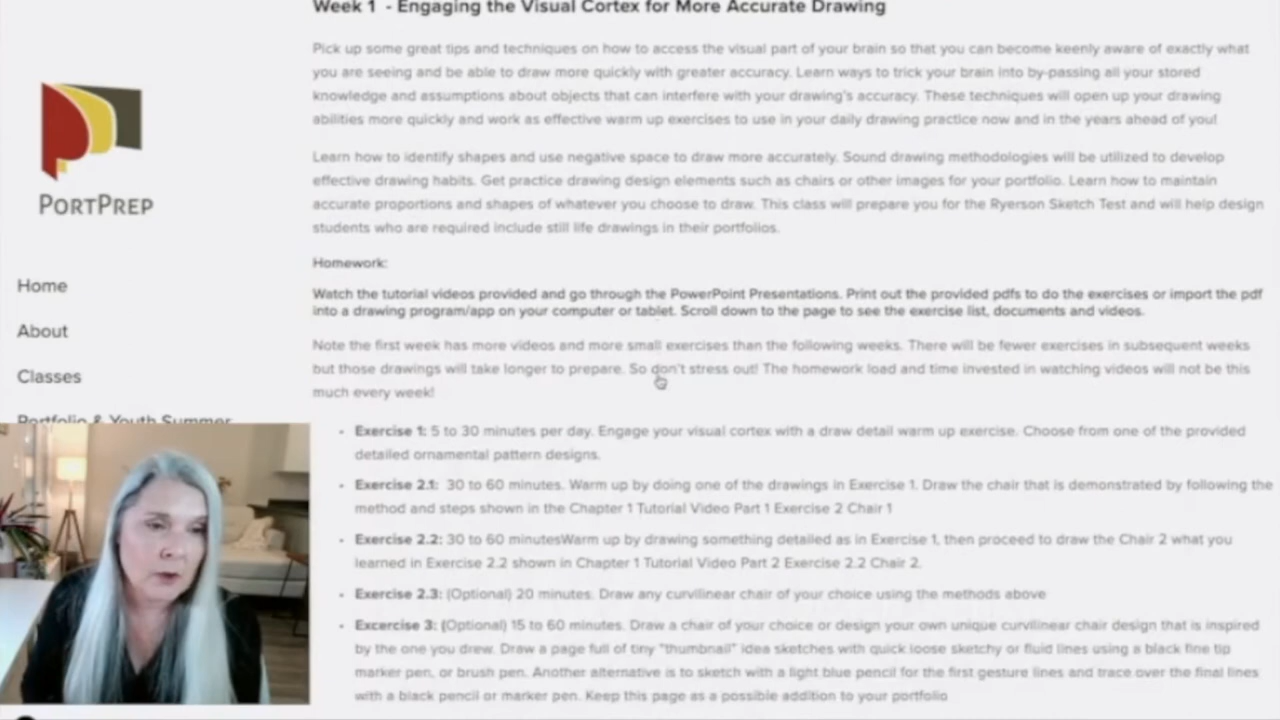 Week 1 - Engaging the Visual Cortex for More Accurate Drawing
Pick up some great tips and techniques on how to access the visual part of your brain so that you can become keenly aware of exactly what
you are seeing and be able to draw more quickly with greater accuracy. Learn ways to trick your brain into by-passing all your stored
knowledge and assumptions about objects that can interfere with your drawing's accuracy. These techniques will open up your drawing
abilities more quickly and work as effective warm up exercises to use in your daily drawing practice now and in the years ahead of you!
Learn how to identify shapes and use negative space to draw more accurately. Sound drawing methodologies will be utilized to develop
effective drawing habits. Get practice drawing design elements such as chairs or other images for your portfolio. Learn how to maintain
accurate proportions and shapes of whatever you choose to draw. This class will prepare you for the Ryerson Sketch Test and will help design
students who are required include still life drawings in their portfolios.
Homework:
Watch the tutorial videos provided and go through the PowerPoint Presentations. Print out the provided pdfs to do the exercises or import the pdf
into a drawing program/app on your computer or tablet. Scroll down to the page to see the exercise list, documents and videos.
Note the first week has more videos and more small exercises than the following weeks. There will be fewer exercises in subsequent weeks
but those drawings will take longer to prepare. So don't stress out! The homework load and time invested in watching videos will not be this
much every week!
• Exercise 1: 5 to 30 minutes per day. Engage your visual cortex with a draw detail warm up exercise. Choose from one of the provided
detailed ornamental pattern designs.
• Exercise 2.1: 30 to 60 minutes. Warm up by doing one of the drawings in Exercise 1. Draw the chair that is demonstrated by following the
method and steps shown in the Chapter 1 Tutorial Video Part 1 Exercise 2 Chair 1
• Exercise 2.2: 30 to 60 minutesWarm up by drawing something detailed as in Exercise 1, then proceed to draw the Chair 2 what you
learned in Exercise 2.2 shown in Chapter 1 Tutorial Video Part 2 Exercise 2.2 Chair 2.
• Exercise 2.3: (Optional) 20 minutes. Draw any curvilinear chair of your choice using the methods above
• Excercise 3: (Optional) 15 to 60 minutes. Draw a chair of your choice or design your own unique curvilinear chair design that is inspired
by the one you drew. Draw a page full of tiny "thumbnail" idea sketches with quick loose sketchy or fluid lines using a black fine tip
marker pen, or brush pen. Another alternative is to sketch with a light blue pencil for the first gesture lines and trace over the final lines
with a black pencil or marker pen. Keep this page as a possible addition to your portfolio
PORTPREP
Home
About
Classes
Portfolio & Youth Summer